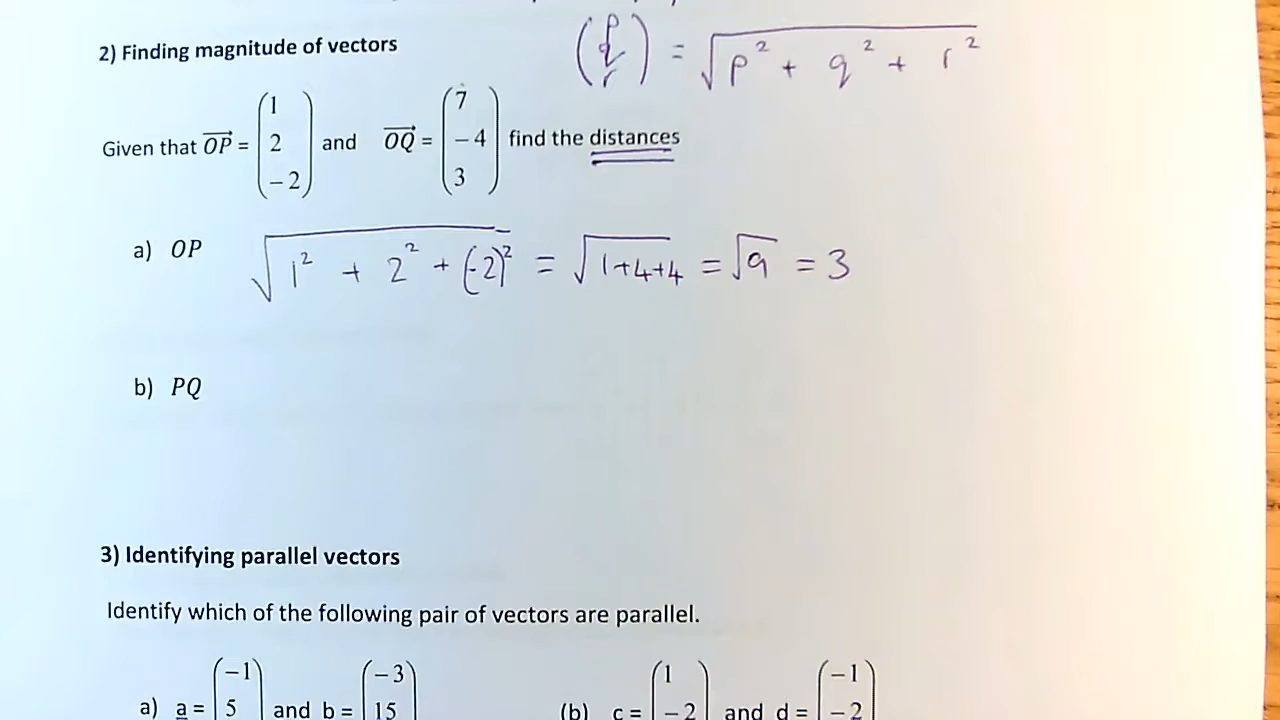 2) Finding magnitude of vectors
(p q r) = √p² + q² + r²
Given that OP = (1 2 -2) and OQ = (7 -4 3) find the distances
a) OP √1² + 2² + (-2)² = √1+4+4 = √9 = 3
b) PQ
3) Identifying parallel vectors
Identify which of the following pair of vectors are parallel.
a) a = (-1 5 and b = (-3 15 (b) c = (1 -2 and d = (-1 -2